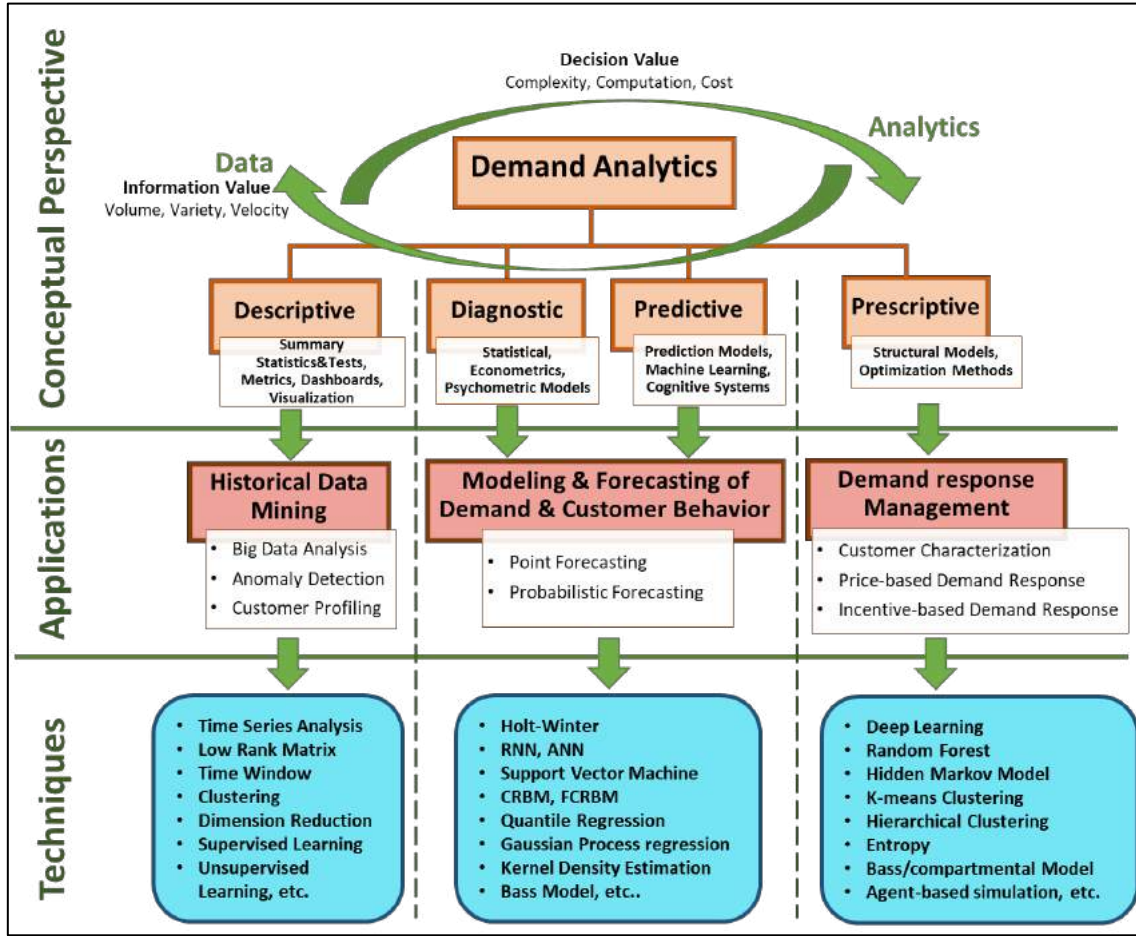 Conceptual Perspective
Decision Value
Complexity, Computation, Cost
Analytics
Data
Information Value
Volume, Variety, Velocity
Demand Analytics
Descriptive
Summary
Statistics&Tests,
Metrics, Dashboards,
Visualization
Diagnostic
Statistical,
Econometrics,
Psychometric Models
Predictive
Prediction Models,
Machine Learning,
Cognitive Systems
Prescriptive
Structural Models,
Optimization Methods
Applications
Historical Data
Mining
• Big Data Analysis
• Anomaly Detection
• Customer Profiling
Modeling & Forecasting of
Demand & Customer Behavior
• Point Forecasting
• Probabilistic Forecasting
Demand response
Management
• Customer Characterization
• Price-based Demand Response
• Incentive-based Demand Response
Techniques
• Time Series Analysis
• Low Rank Matrix
• Time Window
• Clustering
• Dimension Reduction
• Supervised Learning
• Unsupervised
Learning, etc.
• Holt-Winter
• RNN, ANN
• Support Vector Machine
• CRBM, FCRBM
• Quantile Regression
• Gaussian Process regression
• Kernel Density Estimation
• Bass Model, etc..
• Deep Learning
• Random Forest
• Hidden Markov Model
• K-means Clustering
• Hierarchical Clustering
• Entropy
• Bass/compartmental Model
• Agent-based simulation, etc.